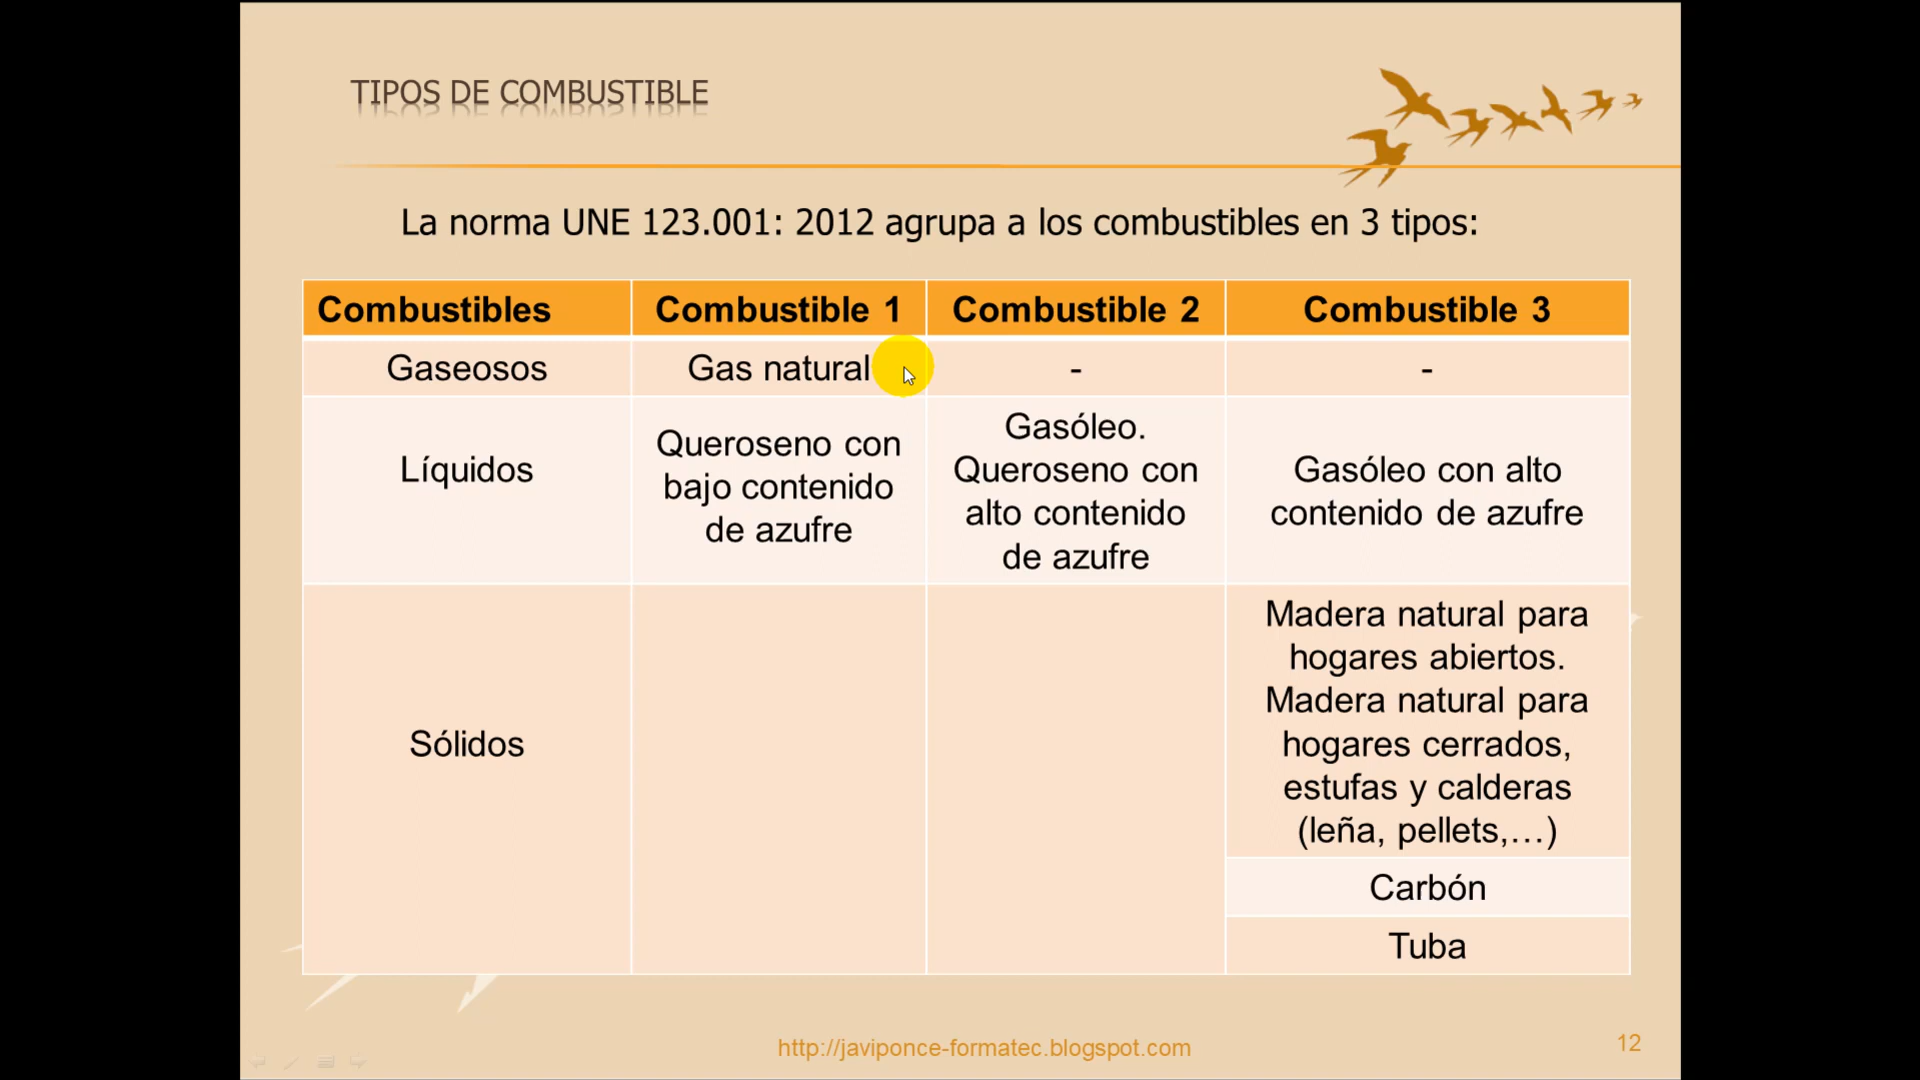 TIPOS DE COMBUSTIBLE
La norma UNE 123.001: 2012 agrupa a los combustibles en 3 tipos:
Combustibles Combustible 1 Combustible 2 Combustible 3
Gaseosos Gas natural - -
Líquidos
Queroseno con
bajo contenido
de azufre
Gasóleo.
Queroseno con
alto contenido
de azufre
Gasóleo con alto
contenido de azufre
Sólidos
Madera natural para
hogares abiertos.
Madera natural para
hogares cerrados,
estufas y calderas
(leña, pellets,…)
Carbón
Tuba
http://javiponce-formatec.blogspot.com
12